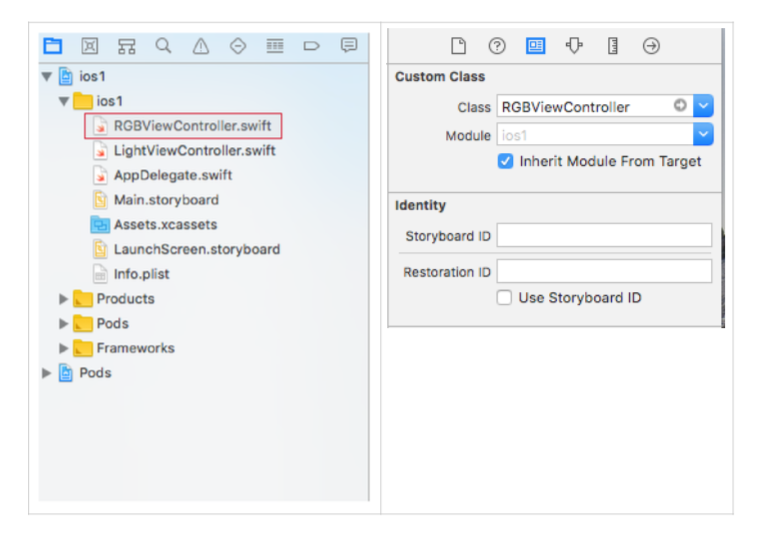 ios1
ios1
RGBViewController.swift
LightViewController.swift
AppDelegate.swift
Main.storyboard
Assets.xcassets
LaunchScreen.storyboard
Info.plist
Products
Pods
Frameworks
Pods
Custom Class
Class RGBViewController
Module ios1
Inherit Module From Target
Identity
Storyboard ID
Restoration ID
Use Storyboard ID